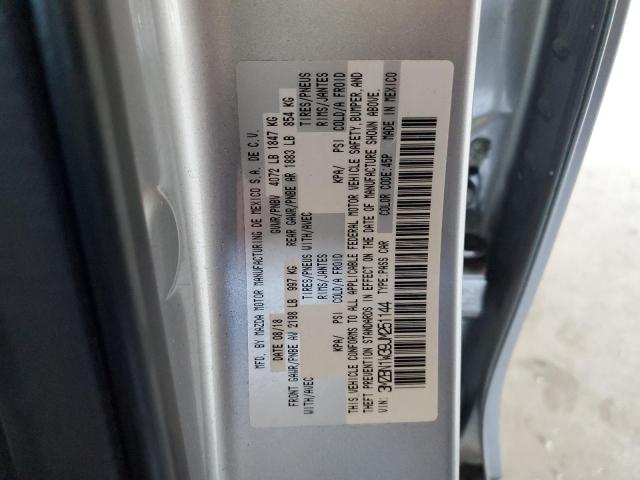 MFD. BY MAZDA MOTOR MANUFACTURING DE MEXICO S.A. DE C.V.
DATE 08/18 GVWR/PNBV 4072 LB 1847 KG
FRONT GAWR/PNBE AV 2198 LB 997 KG REAR GAWR/PNBE AR 1883 LB 854 KG
WITH/AVEC TIRES/PNEUS WITH/AVEC TIRES/PNEUS
RIMS/JANTES RIMS/JANTES
KPA/ PSI COLD/A FROID KPA/ PSI COLD/A FROID
THIS VEHICLE CONFORMS TO ALL APPLICABLE FEDERAL MOTOR VEHICLE SAFETY, BUMPER, AND
THEFT PREVENTION STANDARDS IN EFFECT ON THE DATE OF MANUFACTURE SHOWN ABOVE.
COLOR CODE:45P MADE IN MEXICO
VIN: 3MZBN1W39JM261144 TYPE:PASS CAR